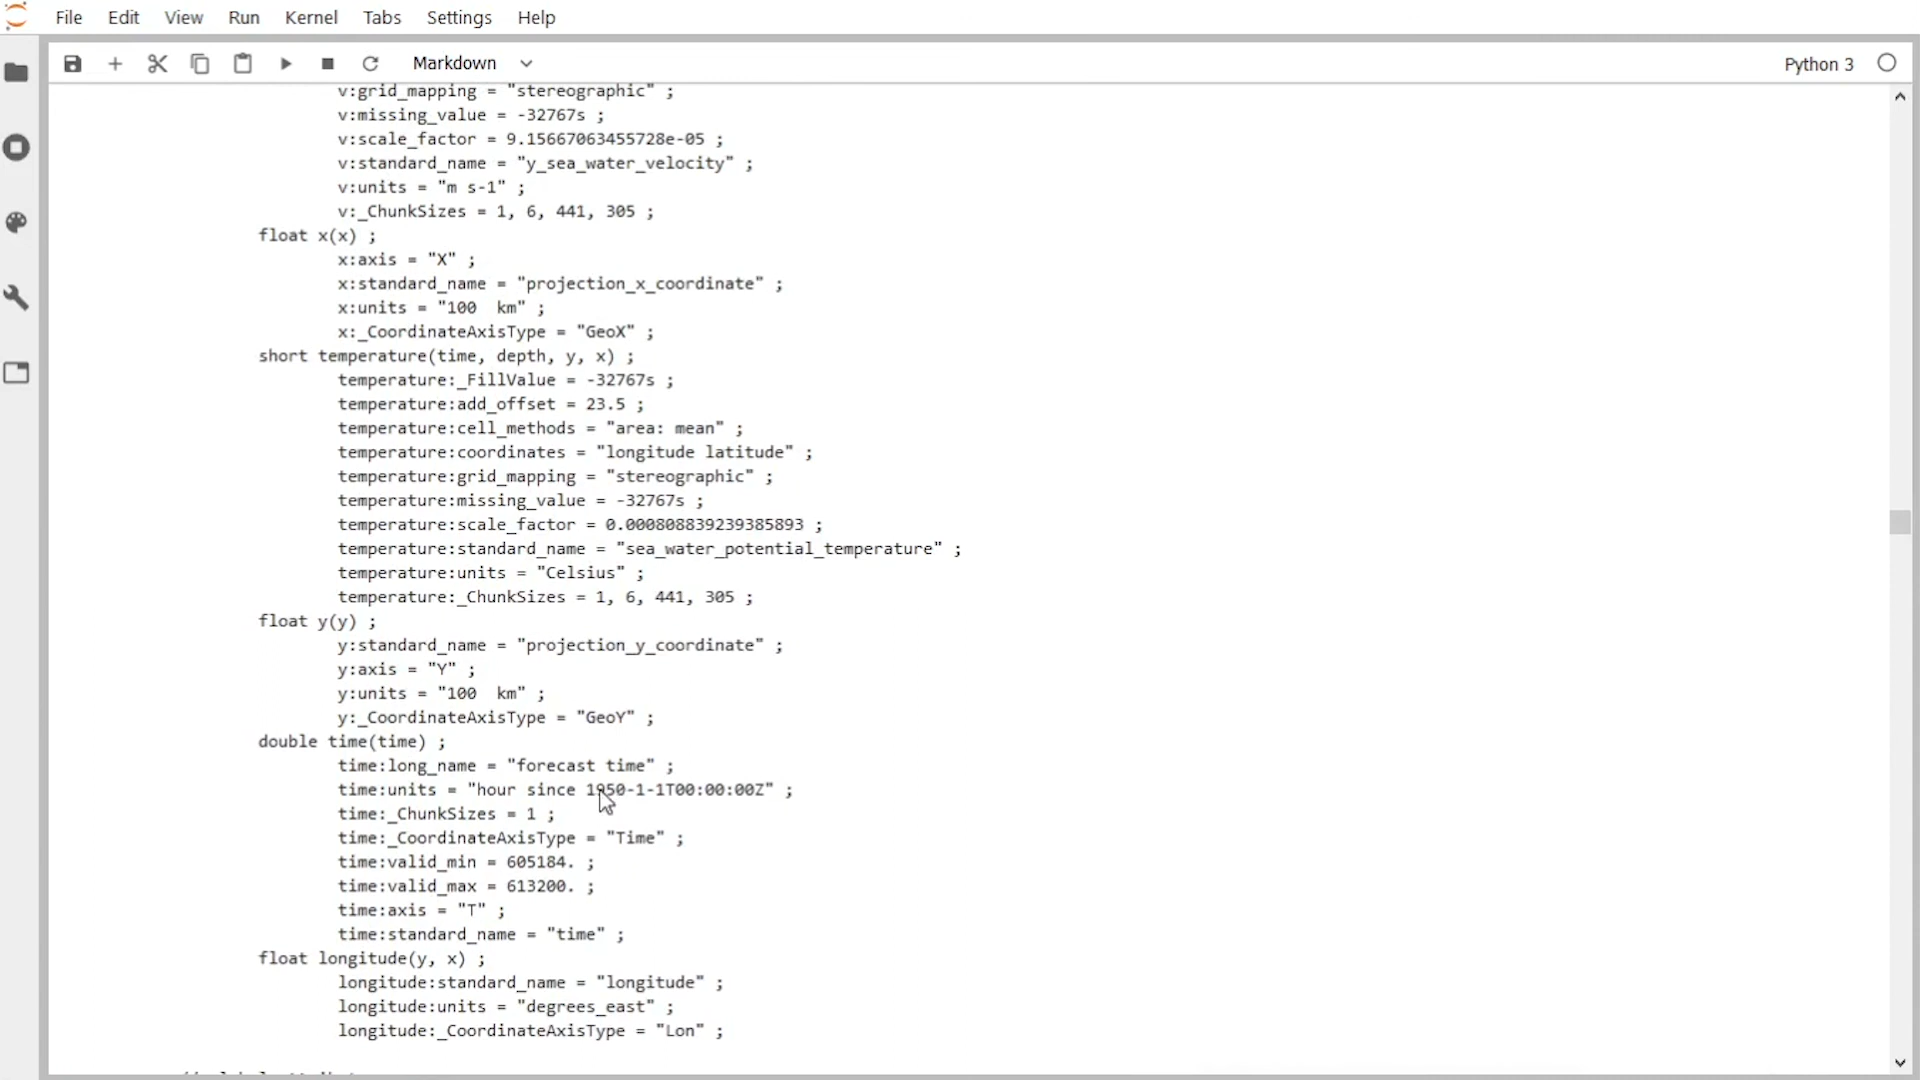 File Edit View Run Kernel Tabs Settings Help
Markdown Python 3
v:grid_mapping = "stereographic" ;
v:missing_value = -32767s ;
v:scale_factor = 9.15667063455728e-05 ;
v:standard_name = "y_sea_water_velocity" ;
v:units = "m s-1" ;
v:_ChunkSizes = 1, 6, 441, 305 ;
float x(x) ;
x:axis = "X" ;
x:standard_name = "projection_x_coordinate" ;
x:units = "100  km" ;
x:_CoordinateAxisType = "GeoX" ;
short temperature(time, depth, y, x) ;
temperature:_FillValue = -32767s ;
temperature:add_offset = 23.5 ;
temperature:cell_methods = "area: mean" ;
temperature:coordinates = "longitude latitude" ;
temperature:grid_mapping = "stereographic" ;
temperature:missing_value = -32767s ;
temperature:scale_factor = 0.000808839239385893 ;
temperature:standard_name = "sea_water_potential_temperature" ;
temperature:units = "Celsius" ;
temperature:_ChunkSizes = 1, 6, 441, 305 ;
float y(y) ;
y:standard_name = "projection_y_coordinate" ;
y:axis = "Y" ;
y:units = "100  km" ;
y:_CoordinateAxisType = "GeoY" ;
double time(time) ;
time:long_name = "forecast time" ;
time:units = "hour since 1950-1-1T00:00:00Z" ;
time:_ChunkSizes = 1 ;
time:_CoordinateAxisType = "Time" ;
time:valid_min = 605184. ;
time:valid_max = 613200. ;
time:axis = "T" ;
time:standard_name = "time" ;
float longitude(y, x) ;
longitude:standard_name = "longitude" ;
longitude:units = "degrees_east" ;
longitude:_CoordinateAxisType = "Lon" ;